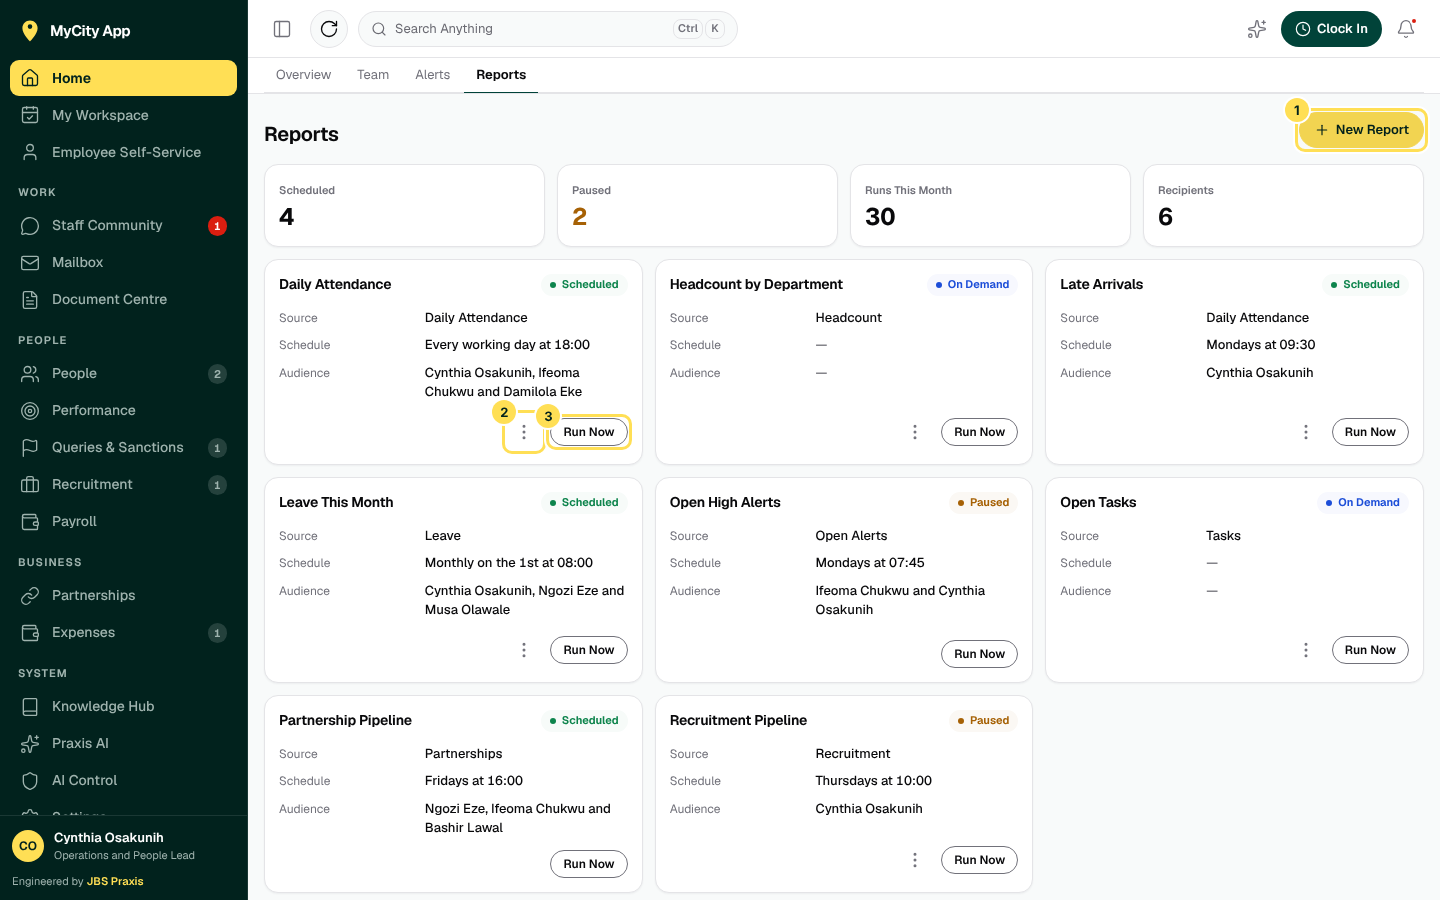 MyCity App
Home
My Workspace
Employee Self-Service
WORK
Staff Community 1
Mailbox
Document Centre
PEOPLE
People 2
Performance
Queries & Sanctions 1
Recruitment 1
Payroll
BUSINESS
Partnerships
Expenses 1
SYSTEM
Knowledge Hub
Praxis AI
AI Control
Settings
CO
Cynthia Osakunih
Operations and People Lead
Engineered by JBS Praxis
Search Anything Ctrl K
Clock In
Overview Team Alerts Reports
Reports
1
+ New Report
Scheduled
4
Paused
2
Runs This Month
30
Recipients
6
Daily Attendance Scheduled
Source Daily Attendance
Schedule Every working day at 18:00
Audience Cynthia Osakunih, Ifeoma
Chukwu and Damilola Eke
2 3
Run Now
Headcount by Department On Demand
Source Headcount
Schedule —
Audience —
Run Now
Late Arrivals Scheduled
Source Daily Attendance
Schedule Mondays at 09:30
Audience Cynthia Osakunih
Run Now
Leave This Month Scheduled
Source Leave
Schedule Monthly on the 1st at 08:00
Audience Cynthia Osakunih, Ngozi Eze and
Musa Olawale
Run Now
Open High Alerts Paused
Source Open Alerts
Schedule Mondays at 07:45
Audience Ifeoma Chukwu and Cynthia
Osakunih
Run Now
Open Tasks On Demand
Source Tasks
Schedule —
Audience —
Run Now
Partnership Pipeline Scheduled
Source Partnerships
Schedule Fridays at 16:00
Audience Ngozi Eze, Ifeoma Chukwu and
Bashir Lawal
Run Now
Recruitment Pipeline Paused
Source Recruitment
Schedule Thursdays at 10:00
Audience Cynthia Osakunih
Run Now